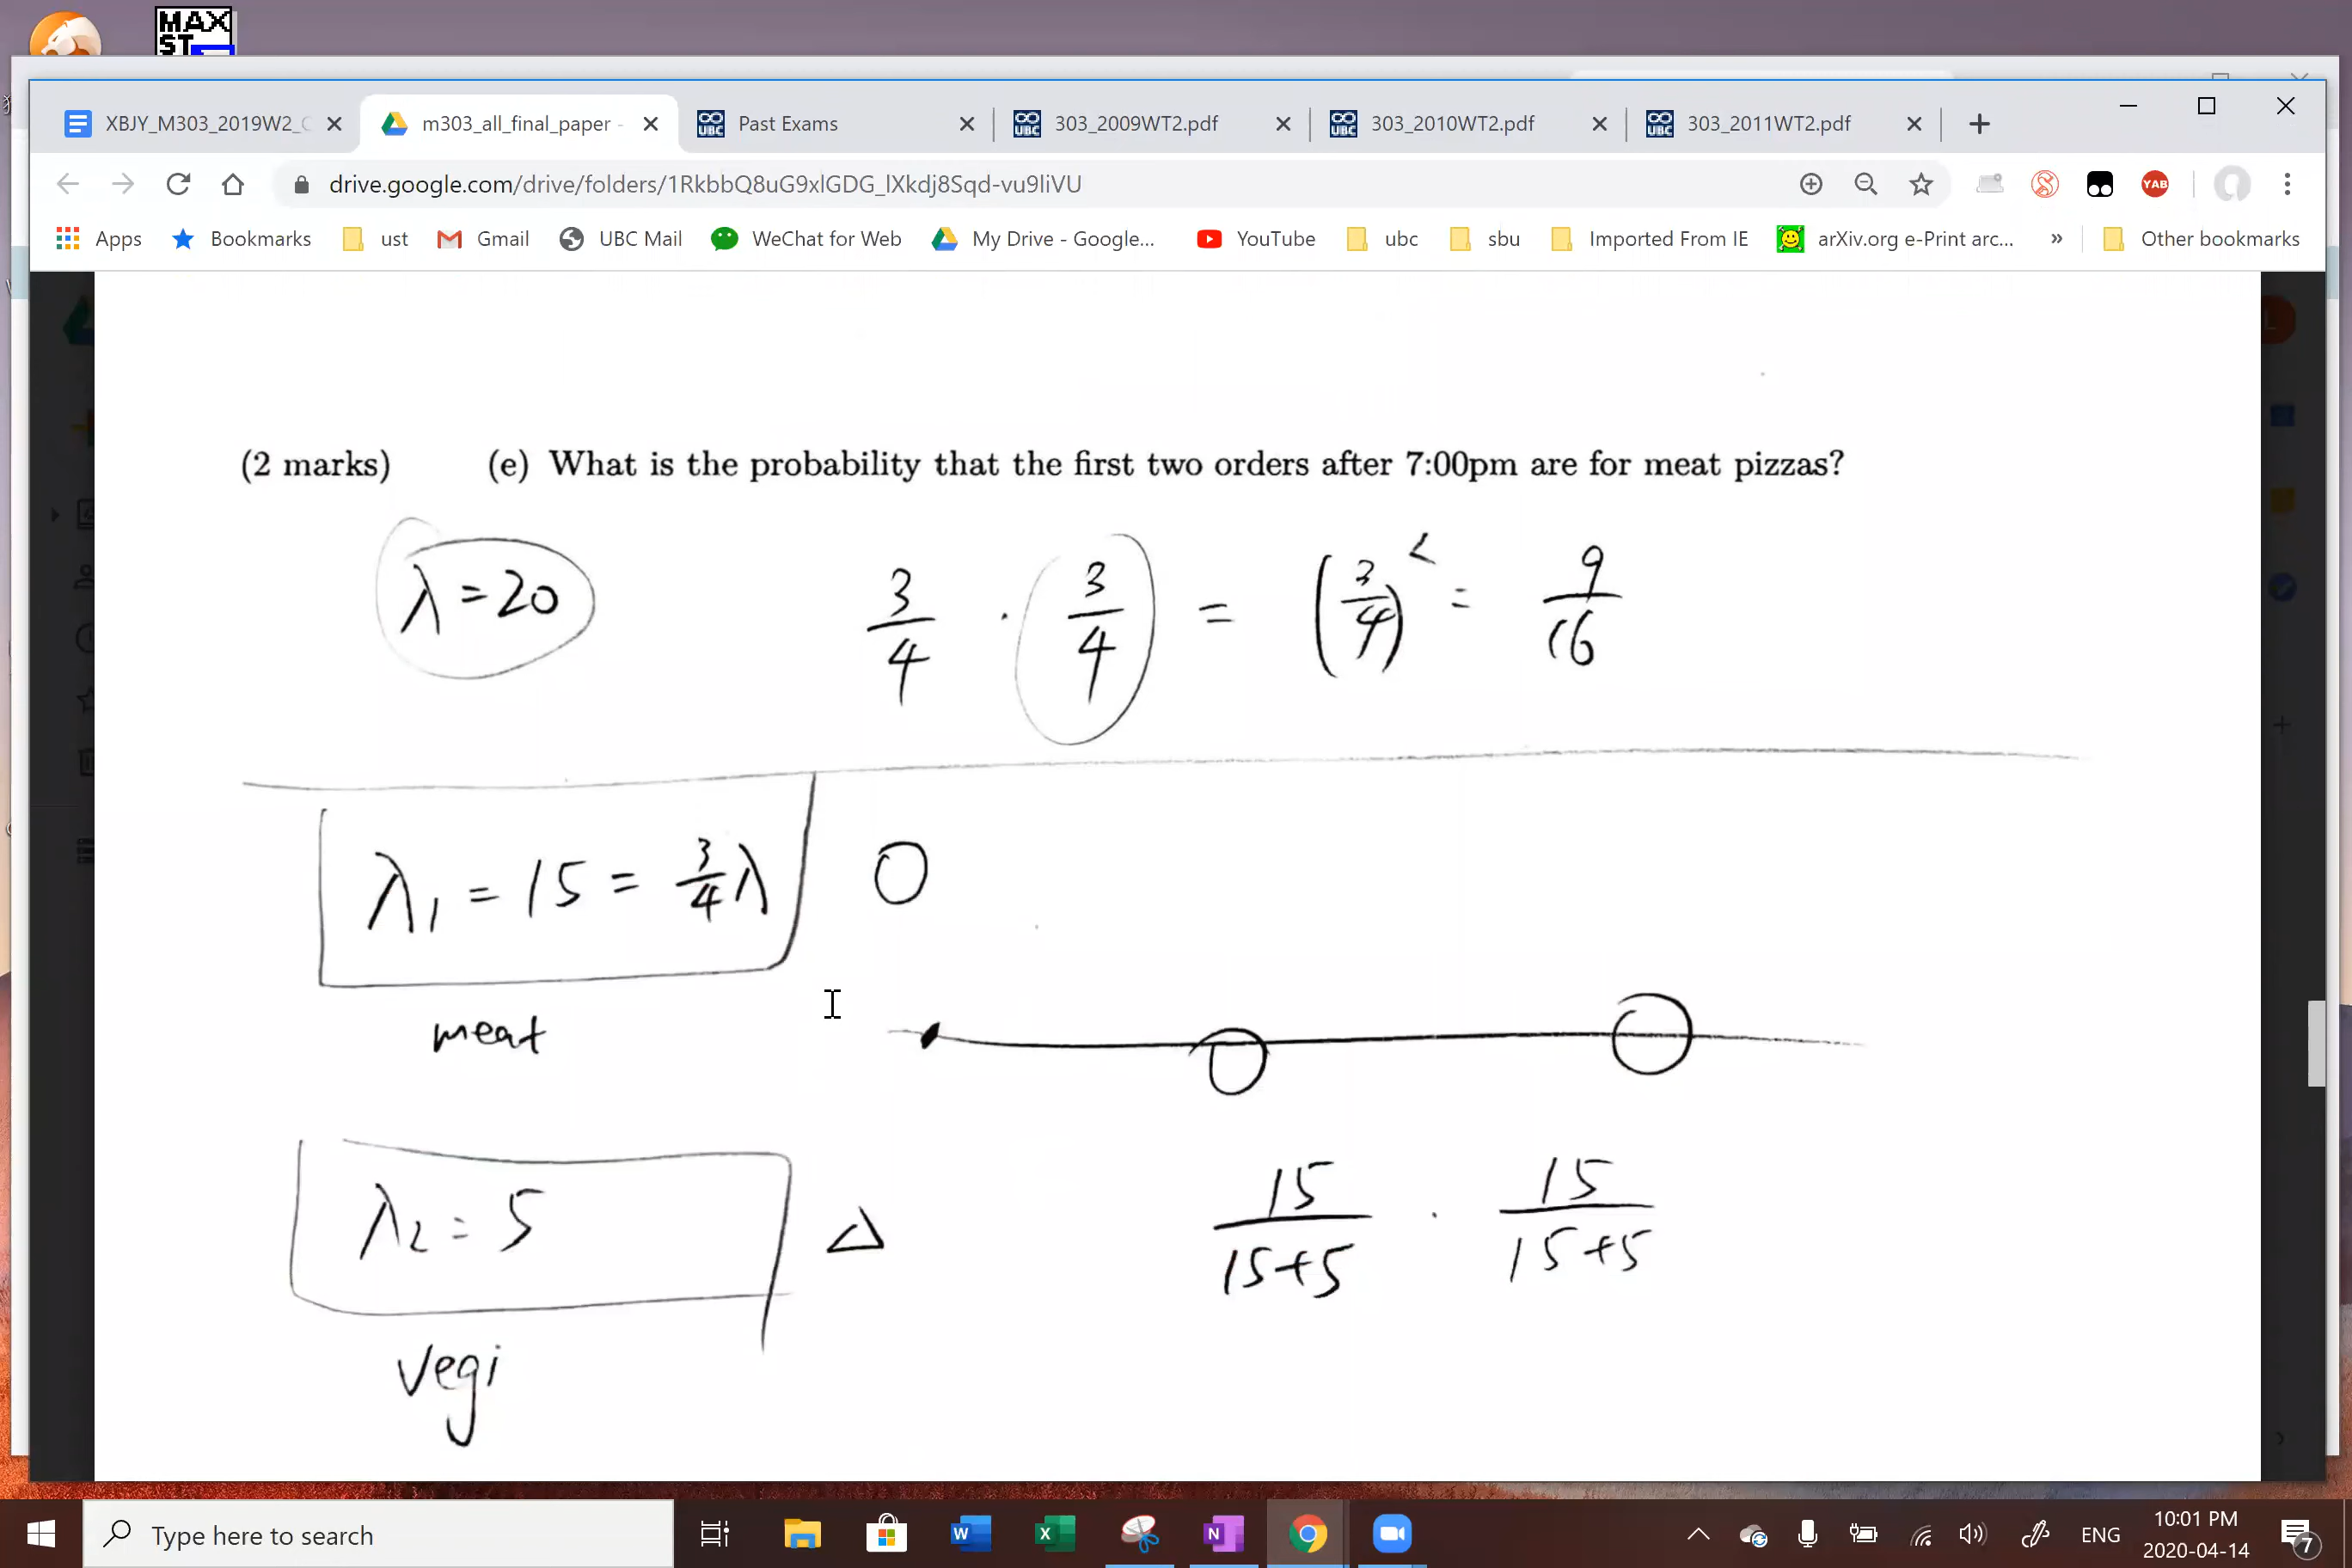 MAX
ST
XBJY_M303_2019W2_C
m303_all_final_paper -
Past Exams
303_2009WT2.pdf
303_2010WT2.pdf
303_2011WT2.pdf
drive.google.com/drive/folders/1RkbbQ8uG9xlGDG_lXkdj8Sqd-vu9liVU
YAB
Apps
Bookmarks
ust
Gmail
UBC Mail
WeChat for Web
My Drive - Google...
YouTube
ubc
sbu
Imported From IE
arXiv.org e-Print arc...
»
Other bookmarks
(2 marks) (e) What is the probability that the first two orders after 7:00pm are for meat pizzas?
λ = 20
3/4 · 3/4 = (3/4)² = 9/16
λ₁ = 15 = 3/4 λ
meat
15/15+5 · 15/15+5
λ₂ = 5
Δ
vegi
Type here to search
ENG
10:01 PM
2020-04-14
7